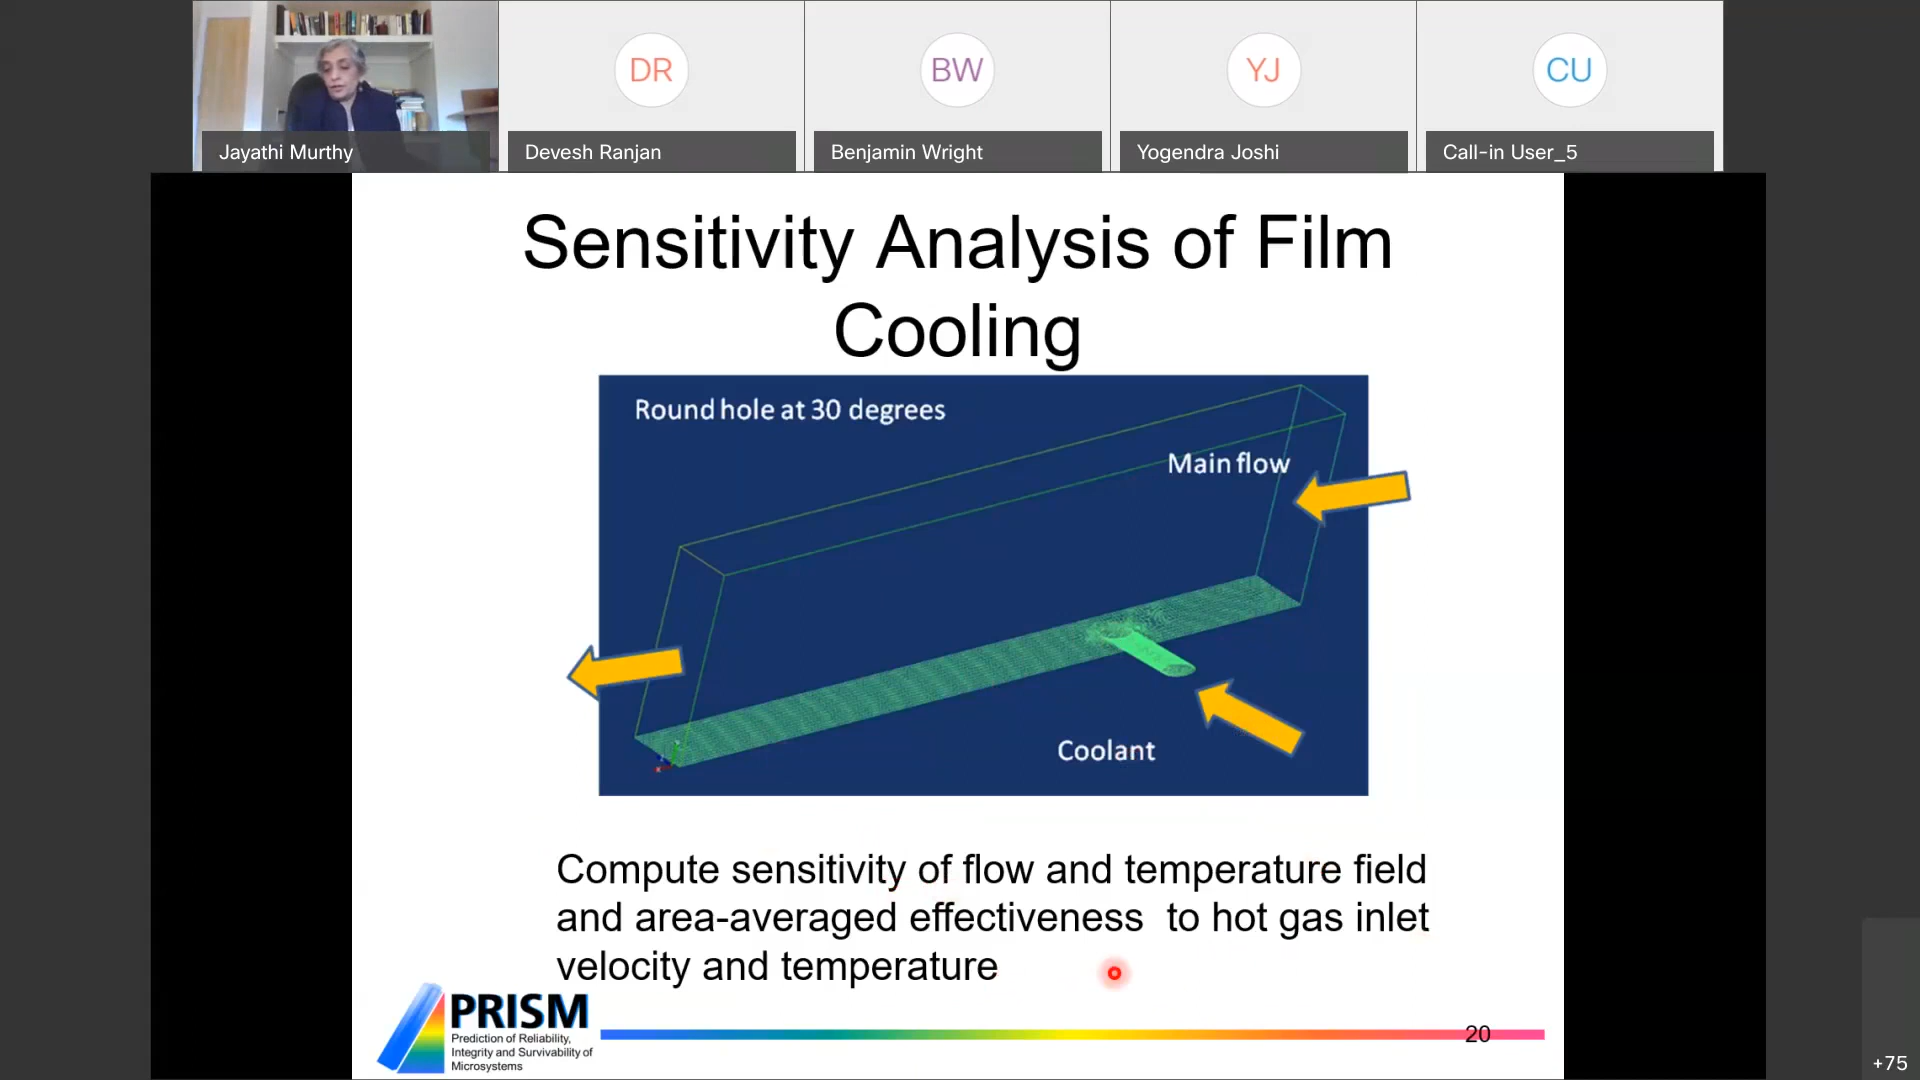 DR
BW
YJ
CU
Jayathi Murthy
Devesh Ranjan
Benjamin Wright
Yogendra Joshi
Call-in User_5
Sensitivity Analysis of Film
Cooling
Round hole at 30 degrees
Main flow
Coolant
Compute sensitivity of flow and temperature field
and area-averaged effectiveness to hot gas inlet
velocity and temperature
PRISM
Prediction of Reliability,
Integrity and Survivability of
Microsystems
20
+75